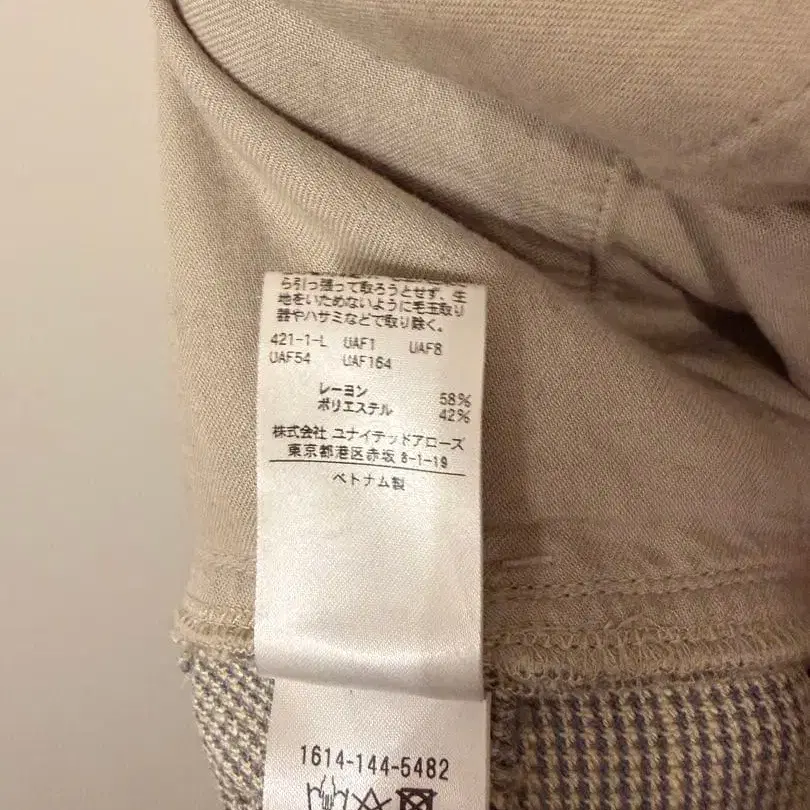 ら引っ張って取ろうとせず、生
地をいためないように毛玉取り
器やハサミなどで取り除く。
421-1-L UAF1 UAF8
UAF54 UAF164
レーヨン 58%
ポリエステル 42%
株式会社 ユナイテッドアローズ
東京都港区赤坂 8-1-19
ベトナム製
1614-144-5482